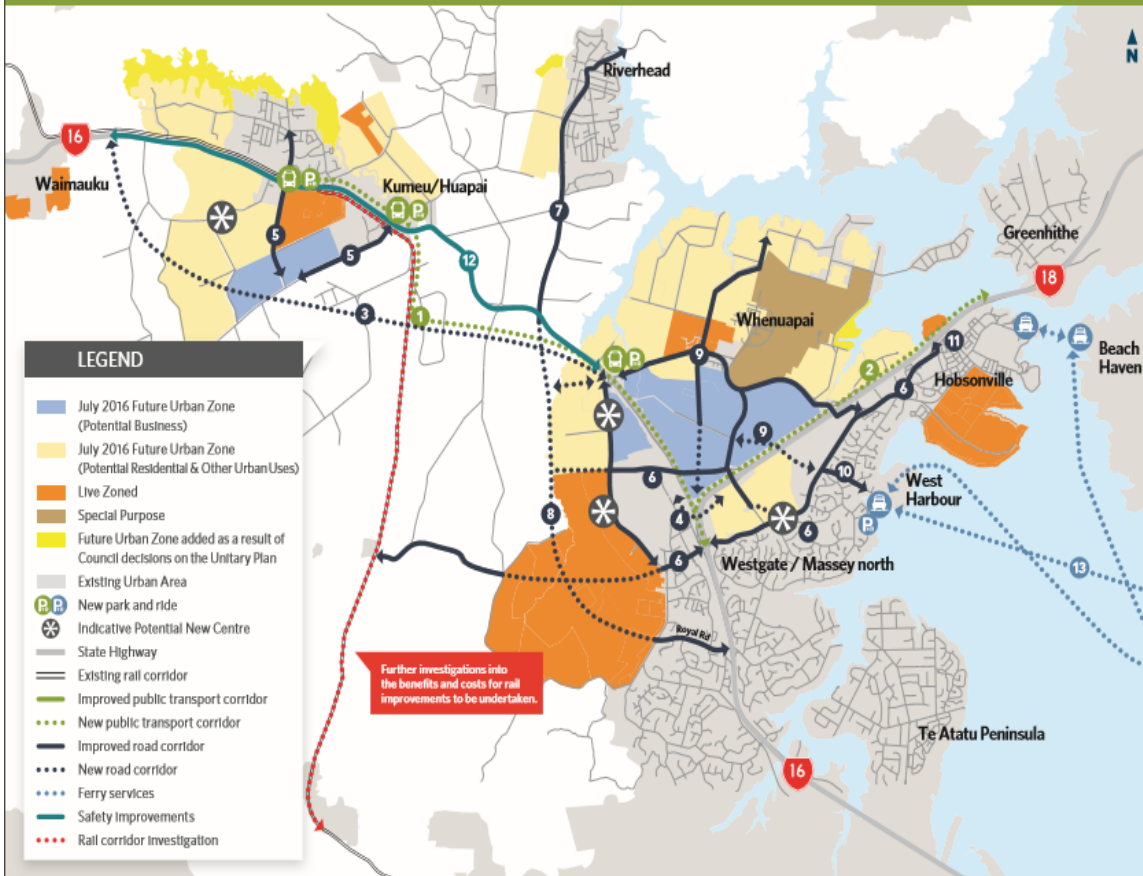 N
Riverhead
16
Waimauku
Kumeu/Huapai
P
P
5
5
7
12
3
1
Greenhithe
18
Whenuapai
Beach
Haven
P
9
2
11
Hobsonville
6
9
6
10
West
Harbour
P
8
4
6
6
Westgate / Massey north
13
Royal Rd
Te Atatu Peninsula
16
Further investigations into
the benefits and costs for rail
improvements to be undertaken.
LEGEND
July 2016 Future Urban Zone
(Potential Business)
July 2016 Future Urban Zone
(Potential Residential & Other Urban Uses)
Live Zoned
Special Purpose
Future Urban Zone added as a result of
Council decisions on the Unitary Plan
Existing Urban Area
P P New park and ride
Indicative Potential New Centre
State Highway
Existing rail corridor
Improved public transport corridor
New public transport corridor
Improved road corridor
New road corridor
Ferry services
Safety improvements
Rail corridor investigation